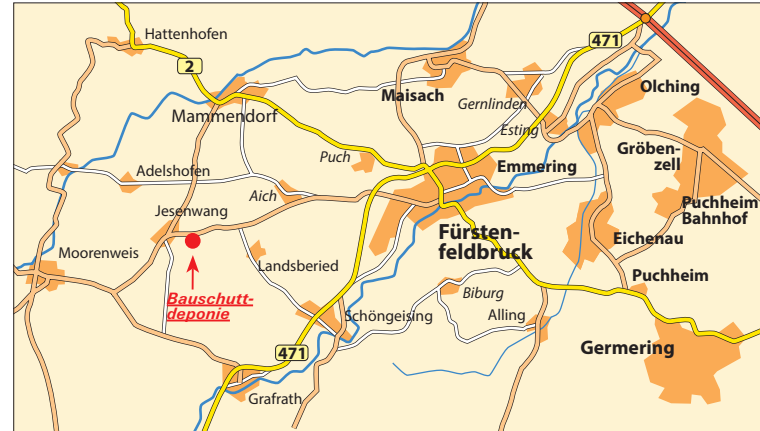 Hattenhofen
471
2
Olching
Maisach
Gernlinden
Mammendorf
Esting
Gröben-
zell
Puch
Emmering
Adelshofen
Aich
Puchheim
Bahnhof
Jesenwang
Fürsten-
feldbruck
Eichenau
Moorenweis
Landsberied
Puchheim
Bauschutt-
deponie
Biburg
Schöngeising
Alling
Germering
471
Grafrath